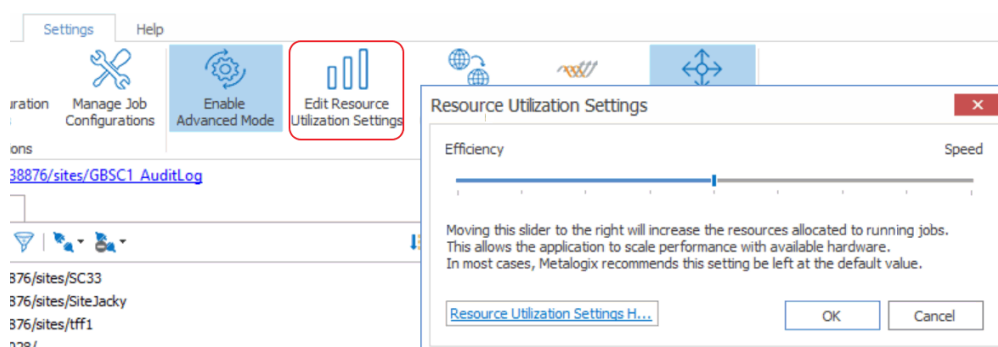 Settings Help
Manage Job
Configurations
Enable
Advanced Mode
Edit Resource
Utilization Settings
Resource Utilization Settings
Efficiency
Speed
Moving this slider to the right will increase the resources allocated to running jobs.
This allows the application to scale performance with available hardware.
In most cases, Metalogix recommends this setting be left at the default value.
Resource Utilization Settings H...
OK
Cancel
uration
ons
38876/sites/GBSC1_AuditLog
876/sites/SC33
876/sites/SiteJacky
876/sites/tff1